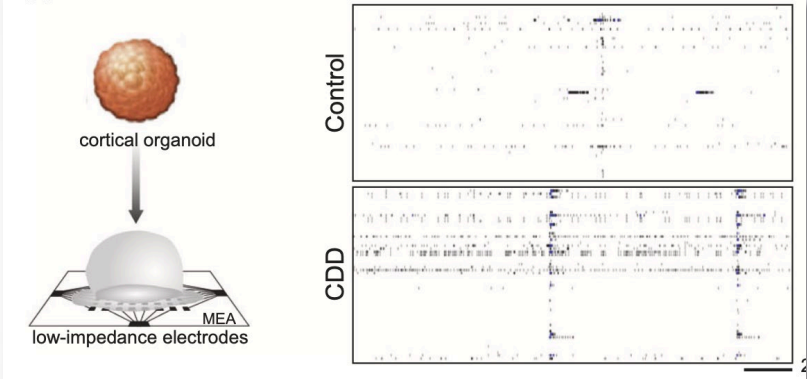 cortical organoid
MEA
low-impedance electrodes
Control
CDD